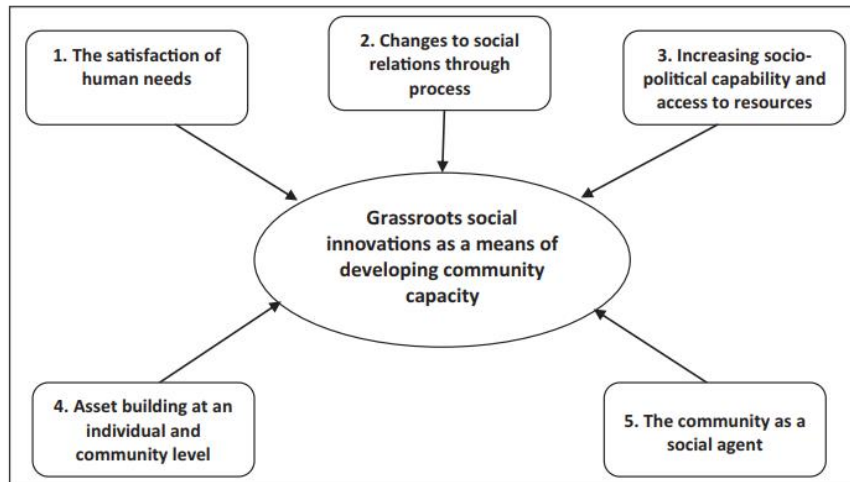 1. The satisfaction of
human needs
2. Changes to social
relations through
process
3. Increasing socio-
political capability and
access to resources
Grassroots social
innovations as a means of
developing community
capacity
4. Asset building at an
individual and
community level
5. The community as a
social agent